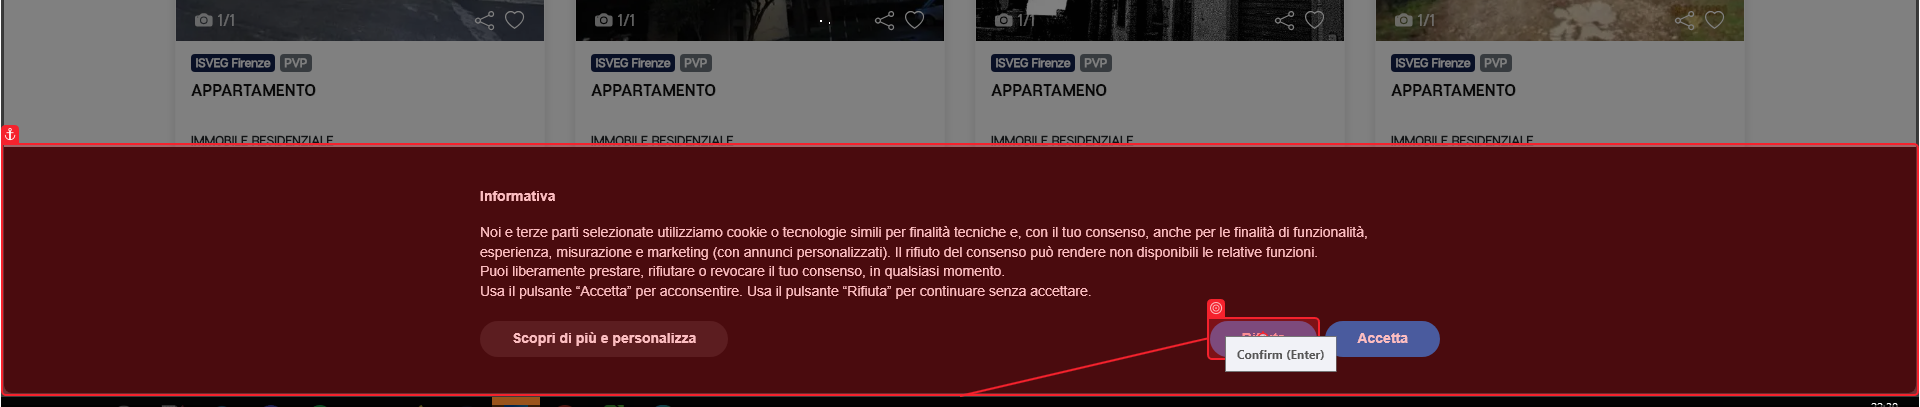 1/1 1/1 1/1 1/1
ISVEG Firenze PVP ISVEG Firenze PVP ISVEG Firenze PVP ISVEG Firenze PVP
APPARTAMENTO APPARTAMENTO APPARTAMENO APPARTAMENTO
IMMOBILE RESIDENZIALE IMMOBILE RESIDENZIALE IMMOBILE RESIDENZIALE IMMOBILE RESIDENZIALE
Informativa
Noi e terze parti selezionate utilizziamo cookie o tecnologie simili per finalità tecniche e, con il tuo consenso, anche per le finalità di funzionalità,
esperienza, misurazione e marketing (con annunci personalizzati). Il rifiuto del consenso può rendere non disponibili le relative funzioni.
Puoi liberamente prestare, rifiutare o revocare il tuo consenso, in qualsiasi momento.
Usa il pulsante “Accetta” per acconsentire. Usa il pulsante “Rifiuta” per continuare senza accettare.
Scopri di più e personalizza Rifiuta Accetta
Confirm (Enter)